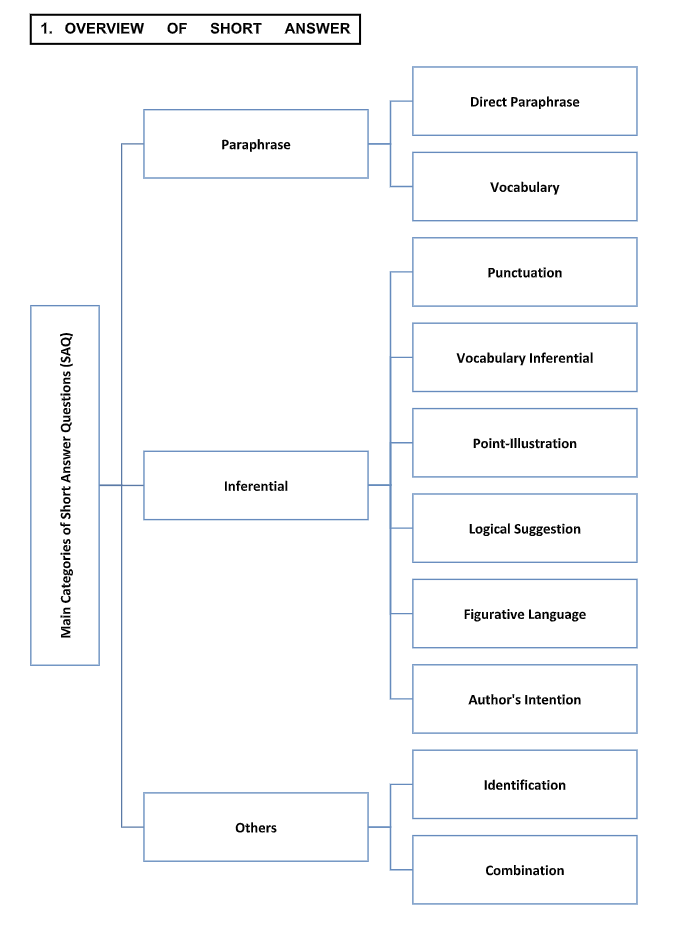 1. OVERVIEW OF SHORT ANSWER
Main Categories of Short Answer Questions (SAQ)
Paraphrase
Direct Paraphrase
Vocabulary
Inferential
Punctuation
Vocabulary Inferential
Point-Illustration
Logical Suggestion
Figurative Language
Author's Intention
Others
Identification
Combination